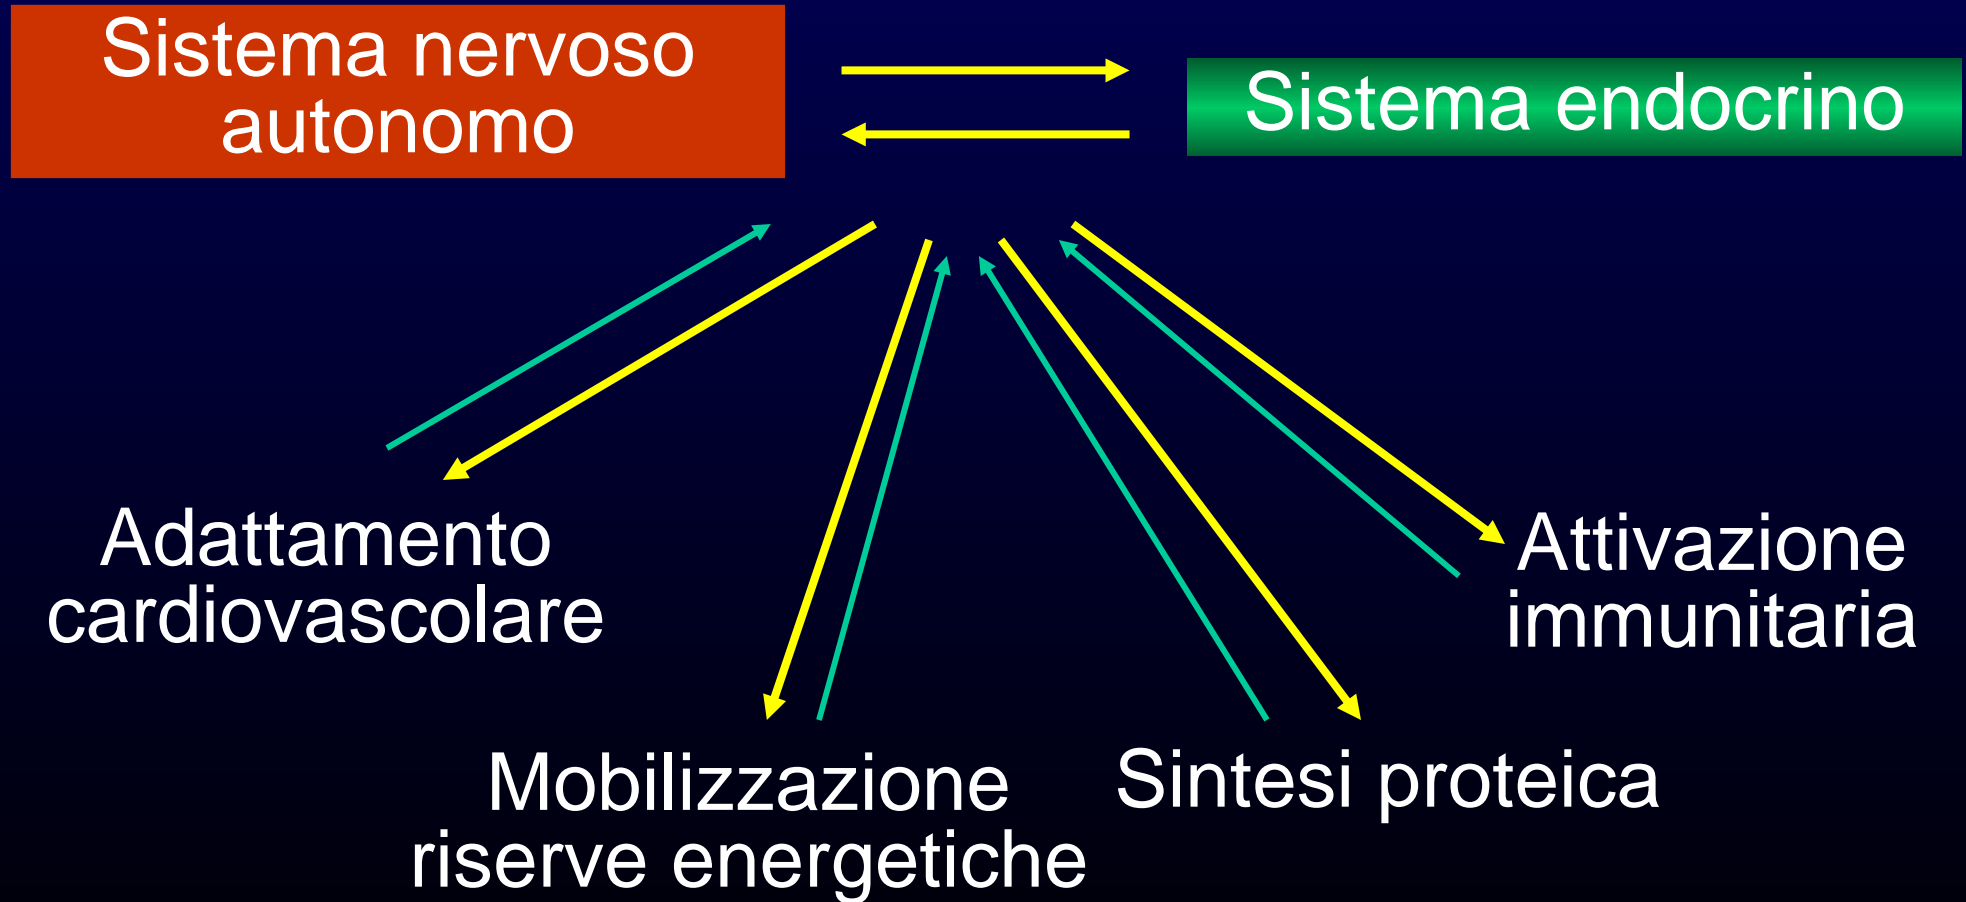 Sistema nervoso
autonomo
Sistema endocrino
Adattamento
cardiovascolare
Attivazione
immunitaria
Mobilizzazione
riserve energetiche
Sintesi proteica